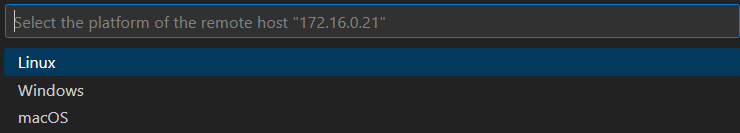 Select the platform of the remote host "172.16.0.21"
Linux
Windows
macOS